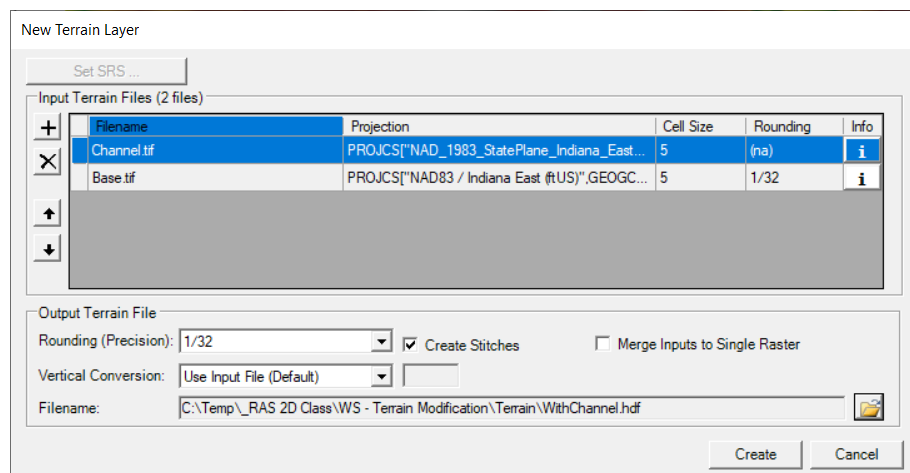 New Terrain Layer
Set SRS ...
Input Terrain Files (2 files)
Filename Projection Cell Size Rounding Info
Channel.tif PROJCS["NAD_1983_StatePlane_Indiana_East... 5 (na) i
Base.tif PROJCS["NAD83 / Indiana East (ftUS)",GEOGC... 5 1/32 i
Output Terrain File
Rounding (Precision): 1/32 Create Stitches Merge Inputs to Single Raster
Vertical Conversion: Use Input File (Default)
Filename: C:\Temp\_RAS 2D Class\WS - Terrain Modification\Terrain\WithChannel.hdf
Create Cancel